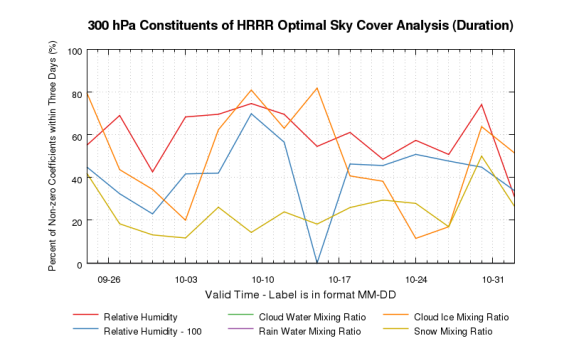 300 hPa Constituents of HRRR Optimal Sky Cover Analysis (Duration)
Percent of Non-zero Coefficients within Three Days (%)
100
80
60
40
20
0
09-26 10-03 10-10 10-17 10-24 10-31
Valid Time - Label is in format MM-DD
Relative Humidity Cloud Water Mixing Ratio Cloud Ice Mixing Ratio
Relative Humidity - 100 Rain Water Mixing Ratio Snow Mixing Ratio